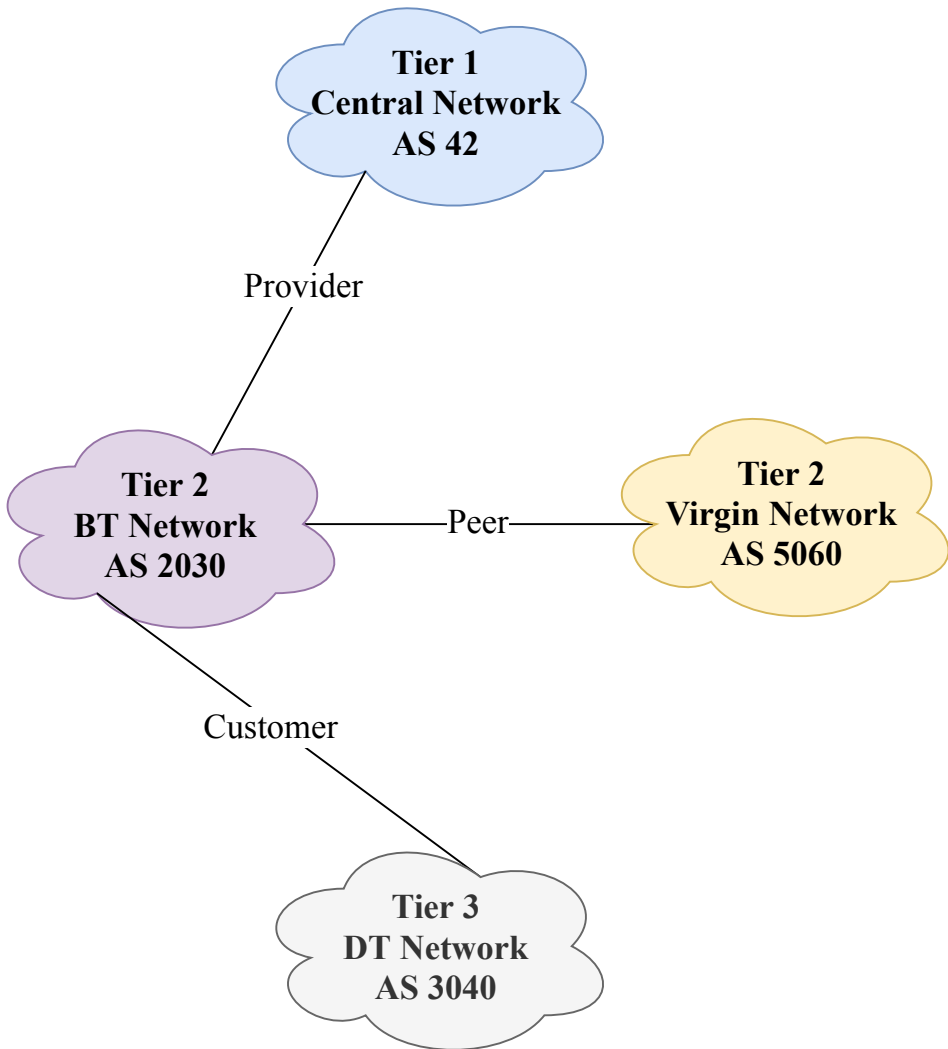 Tier 1
Central Network
AS 42
Provider
Tier 2
BT Network
AS 2030
Peer
Tier 2
Virgin Network
AS 5060
Customer
Tier 3
DT Network
AS 3040